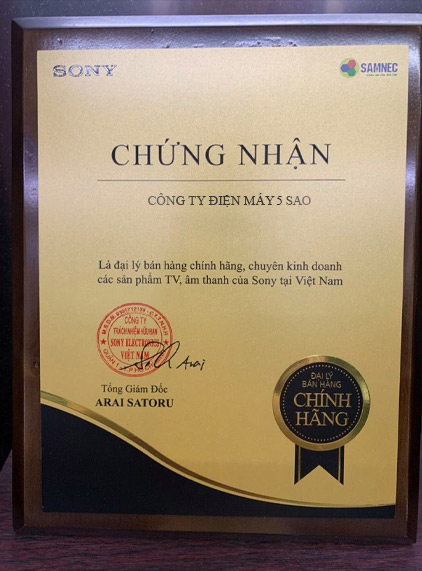 SONY
SAMNEC
CHỨNG NHẬN
CÔNG TY ĐIỆN MÁY 5 SAO
Là đại lý bán hàng chính hãng, chuyên kinh doanh
các sản phẩm TV, âm thanh của Sony tại Việt Nam
CÔNG TY
TRÁCH NHIỆM HỮU HẠN
SONY ELECTRONICS
VIỆT NAM
Arai
Tổng Giám Đốc
ARAI SATORU
ĐẠI LÝ
BÁN HÀNG
CHÍNH
HÃNG